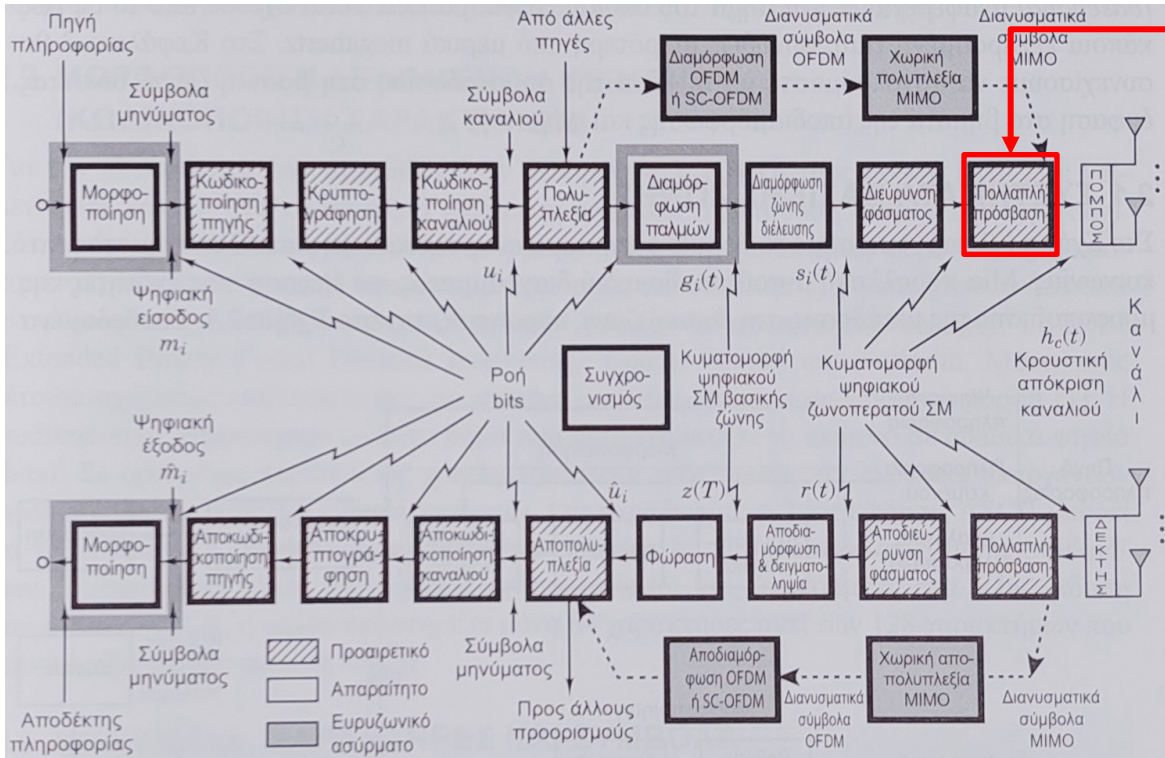 Πηγή
πληροφορίας
Σύμβολα
μηνύματος
Από άλλες
πηγές
Σύμβολα
καναλιού
Διαμόρφωση
OFDM
ή SC-OFDM
Διανυσματικά
σύμβολα
OFDM
Χωρική
πολυπλεξία
MIMO
Διανυσματικά
σύμβολα
MIMO
Μορφο-
ποίηση
Κωδικο-
ποίηση
πηγής
Κρυπτο-
γράφηση
Κωδικο-
ποίηση
καναλιού
Πολυ-
πλεξία
Διαμόρ-
φωση
παλμών
Διαμόρφωση
ζώνης
διέλευσης
Διεύρυνση
φάσματος
Πολλαπλή
πρόσβαση
ΠΟΜΠΟΣ
Ψηφιακή
είσοδος
m_i
u_i
g_i(t)
s_i(t)
Ροή
bits
Συγχρο-
νισμός
Κυματομορφή
ψηφιακού
ΣΜ βασικής
ζώνης
Κυματομορφή
ψηφιακού
ζωνοπερατού ΣΜ
h_c(t)
Κρουστική
απόκριση
καναλιού
Κανάλι
Ψηφιακή
έξοδος
m̂_i
û_i
z(T)
r(t)
Μορφο-
ποίηση
Αποκωδι-
κοποίηση
πηγής
Αποκρυ-
πτογρά-
φηση
Αποκωδι-
κοποίηση
καναλιού
Αποπολυ-
πλεξία
Φώραση
Αποδια-
μόρφωση
& δειγματο-
ληψία
Αποδιεύ-
ρυνση
φάσματος
Πολλαπλή
πρόσβαση
ΔΕΚΤΗΣ
Σύμβολα
μηνύματος
Αποδέκτης
πληροφορίας
Προαιρετικό
Απαραίτητο
Ευρυζωνικό
ασύρματο
Σύμβολα
μηνύματος
Προς άλλους
προορισμούς
Αποδιαμόρ-
φωση OFDM
ή SC-OFDM
Διανυσματικά
σύμβολα
OFDM
Χωρική απο-
πολυπλεξία
MIMO
Διανυσματικά
σύμβολα
MIMO